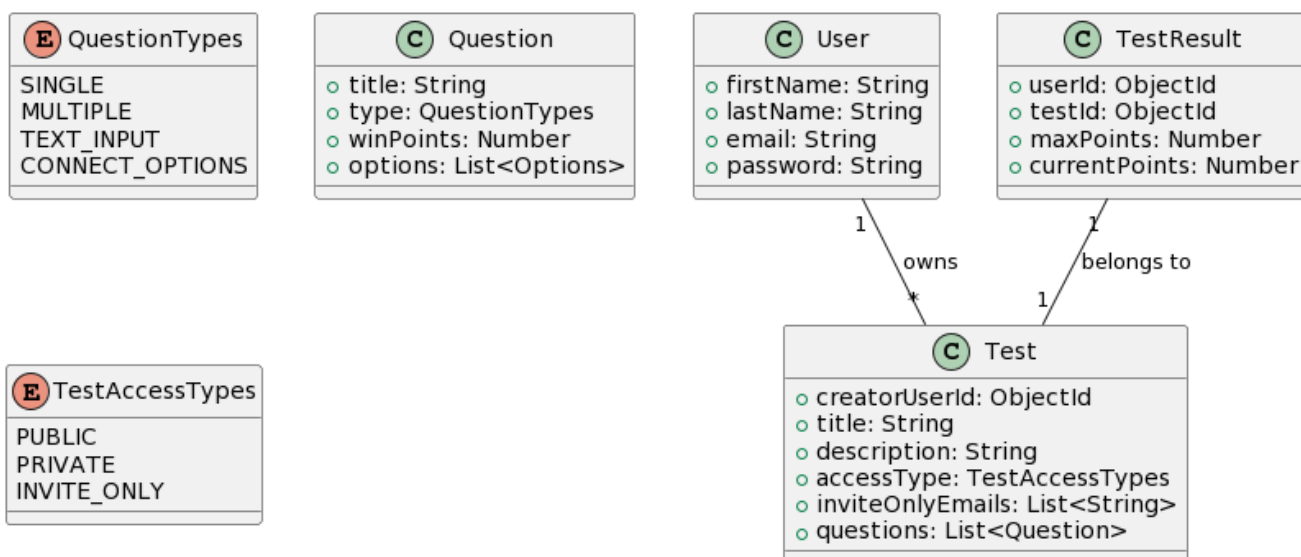 E QuestionTypes
SINGLE
MULTIPLE
TEXT_INPUT
CONNECT_OPTIONS
C Question
title: String
type: QuestionTypes
winPoints: Number
options: List<Options>
C User
firstName: String
lastName: String
email: String
password: String
C TestResult
userId: ObjectId
testId: ObjectId
maxPoints: Number
currentPoints: Number
1
owns
*
1
belongs to
1
E TestAccessTypes
PUBLIC
PRIVATE
INVITE_ONLY
C Test
creatorUserId: ObjectId
title: String
description: String
accessType: TestAccessTypes
inviteOnlyEmails: List<String>
questions: List<Question>